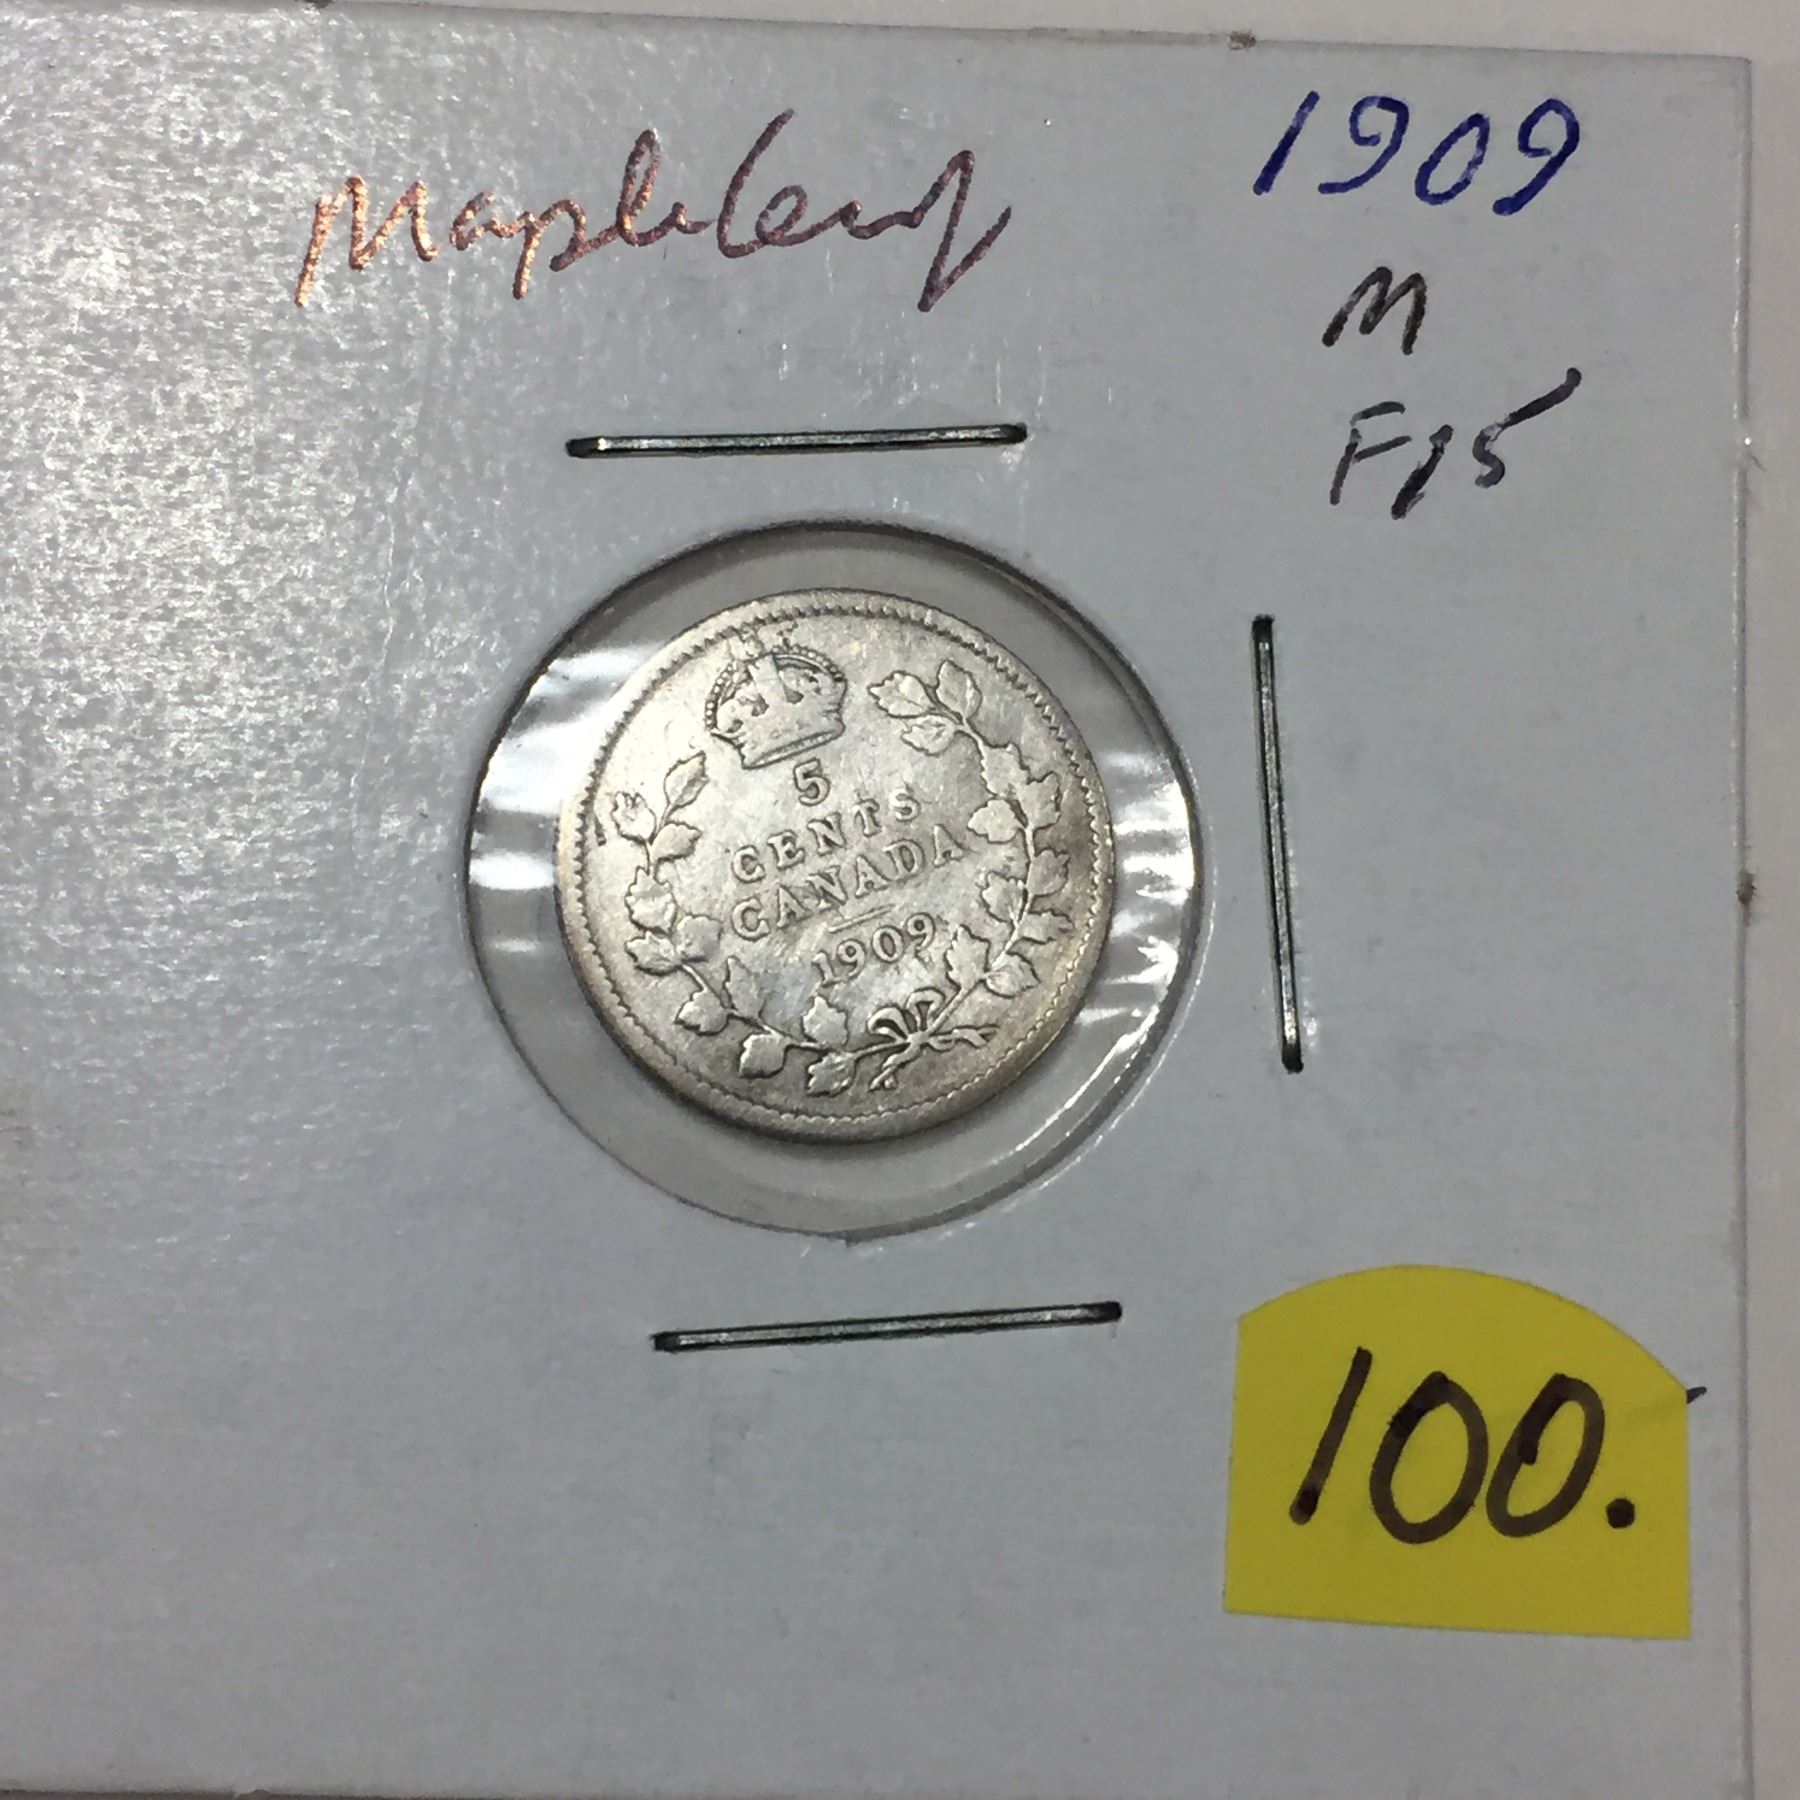 Mapleleaf
1909
M
F15
5
CENTS
CANADA
1909
100.